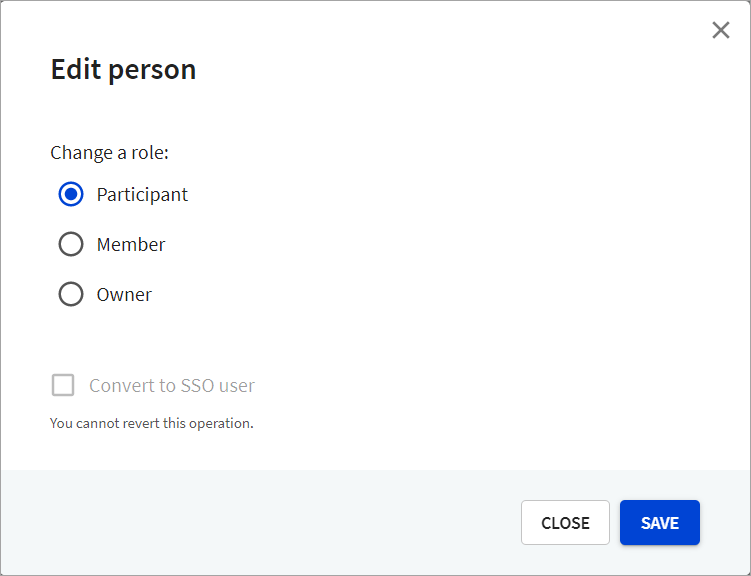 Edit person
Change a role:
Participant
Member
Owner
Convert to SSO user
You cannot revert this operation.
CLOSE
SAVE